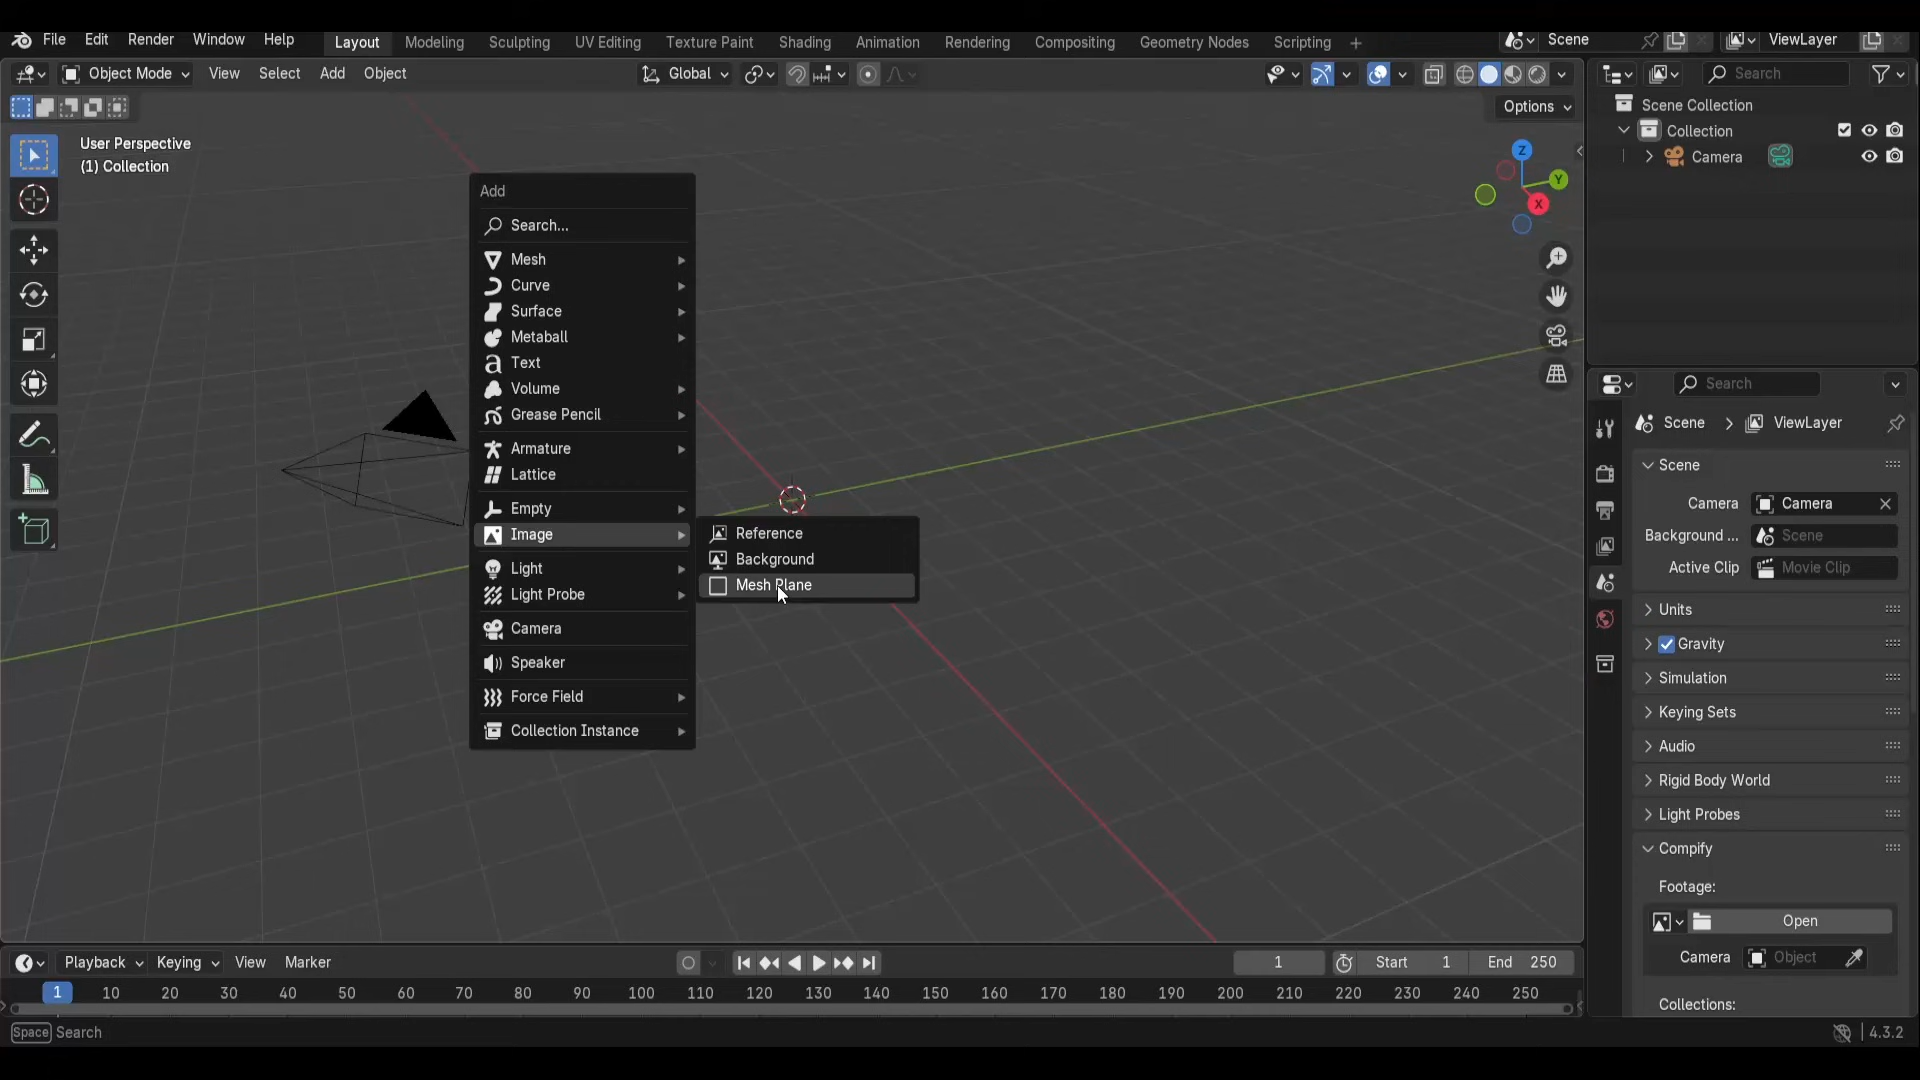 File Edit Render Window Help Layout Modeling Sculpting UV Editing Texture Paint Shading Animation Rendering Compositing Geometry Nodes Scripting + Scene ViewLayer
Object Mode View Select Add Object Global Search
Options
User Perspective
(1) Collection
Z
Y
X
Add
Search...
Mesh
Curve
Surface
Metaball
Text
Volume
Grease Pencil
Armature
Lattice
Empty
Image
Light
Light Probe
Camera
Speaker
Force Field
Collection Instance
Reference
Background
Mesh Plane
Scene Collection
Collection
Camera
Search
Scene > ViewLayer
Scene
Camera Camera
Background ... Scene
Active Clip Movie Clip
Units
Gravity
Simulation
Keying Sets
Audio
Rigid Body World
Light Probes
Compify
Footage:
Open
Camera Object
Collections:
Playback Keying View Marker 1 Start 1 End 250
1 10 20 30 40 50 60 70 80 90 100 110 120 130 140 150 160 170 180 190 200 210 220 230 240 250
Space Search 4.3.2